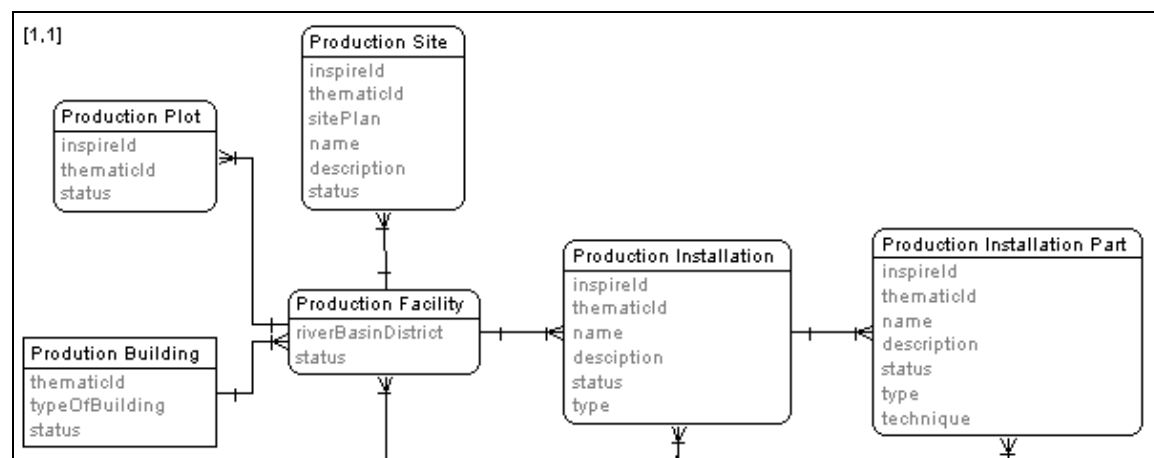 [1,1]
Production Site
inspireId
thematicId
sitePlan
name
description
status
Production Plot
inspireId
thematicId
status
Production Facility
riverBasinDistrict
status
Prodution Building
thematicId
typeOfBuilding
status
Production Installation
inspireId
thematicId
name
desciption
status
type
Production Installation Part
inspireId
thematicId
name
description
status
type
technique